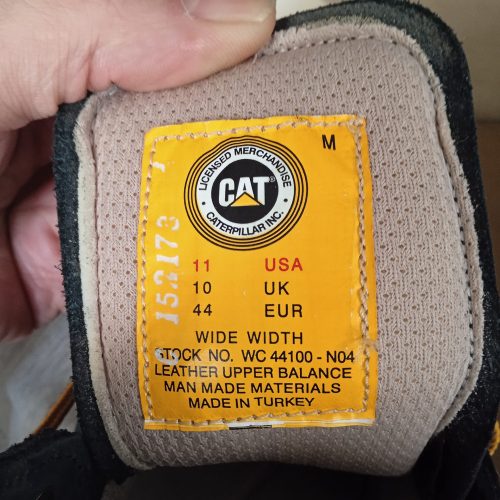 M
LICENSED MERCHANDISE
CAT®
CATERPILLAR INC.
11 USA
10 UK
44 EUR
WIDE WIDTH
STOCK NO. WC 44100 - N04
LEATHER UPPER BALANCE
MAN MADE MATERIALS
MADE IN TURKEY
152173